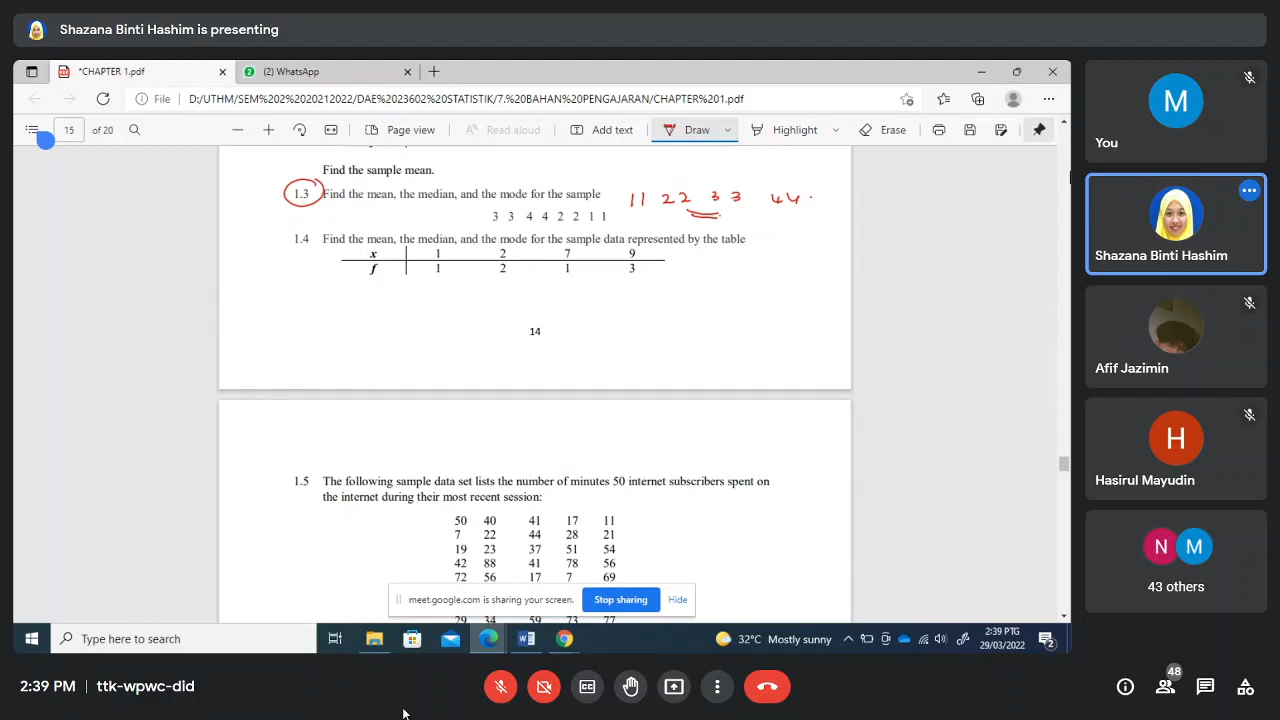 Shazana Binti Hashim is presenting
*CHAPTER 1.pdf
2 (2) WhatsApp
File D:/UTHM/SEM%202%2020212022/DAE%2023602%20STATISTIK/7.%20BAHAN%20PENGAJARAN/CHAPTER%201.pdf
15 of 20 Page view Read aloud Add text Draw Highlight Erase
Find the sample mean.
1.3 Find the mean, the median, and the mode for the sample 11 22 33 44
3 3 4 4 2 2 1 1
1.4 Find the mean, the median, and the mode for the sample data represented by the table
x 1 2 7 9
f 1 2 1 3
14
1.5 The following sample data set lists the number of minutes 50 internet subscribers spent on
the internet during their most recent session:
50 40 41 17 11
7 22 44 28 21
19 23 37 51 54
42 88 41 78 56
72 56 17 7 69
meet.google.com is sharing your screen. Stop sharing Hide
29 34 59 73 77
Type here to search
32°C Mostly sunny
2:39 PTG
29/03/2022
2
2:39 PM | ttk-wpwc-did
48
M
You
Shazana Binti Hashim
Afif Jazimin
H
Hasirul Mayudin
N M
43 others